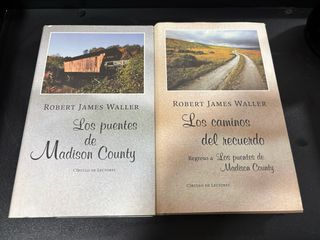 ROBERT JAMES WALLER
Los puentes
de
Madison County
CÍRCULO DE LECTORES
ROBERT JAMES WALLER
Los caminos
del recuerdo
Regreso a Los puentes de
Madison County
CÍRCULO DE LECTORES